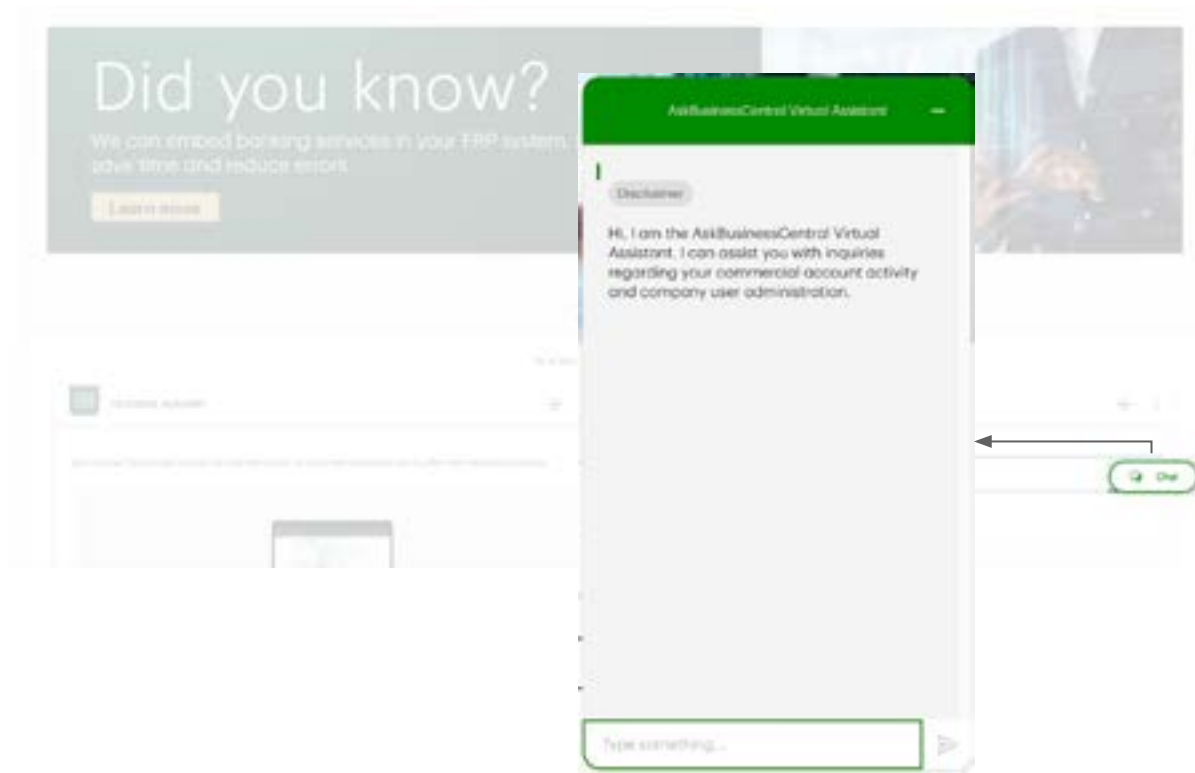 Did you know?
We can embed banking services in your ERP system,
save time and reduce errors
Learn more
AskBusinessCentral Virtual Assistant
Disclaimer
Hi, I am the AskBusinessCentral Virtual
Assistant. I can assist you with inquiries
regarding your commercial account activity
and company user administration.
Chat
Type something...